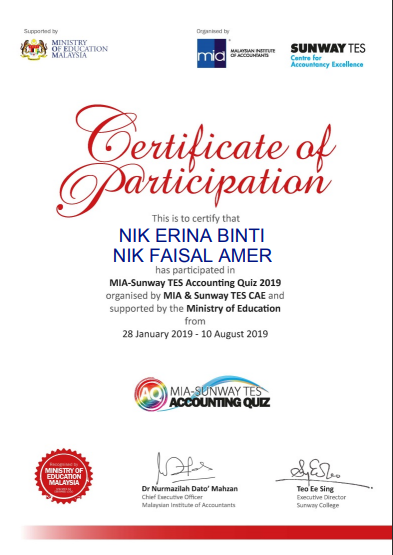 Supported by
MINISTRY
OF EDUCATION
MALAYSIA
Organised by
mia
MALAYSIAN INSTITUTE
OF ACCOUNTANTS
SUNWAY TES
Centre for
Accountancy Excellence
Certificate of
Participation
This is to certify that
NIK ERINA BINTI
NIK FAISAL AMER
has participated in
MIA-Sunway TES Accounting Quiz 2019
organised by MIA & Sunway TES CAE and
supported by the Ministry of Education
from
28 January 2019 - 10 August 2019
AQ
MIA-SUNWAY TES
ACCOUNTING QUIZ
Recognised by
MINISTRY OF
EDUCATION
MALAYSIA
Dr Nurmazilah Dato' Mahzan
Chief Executive Officer
Malaysian Institute of Accountants
Teo Ee Sing
Executive Director
Sunway College